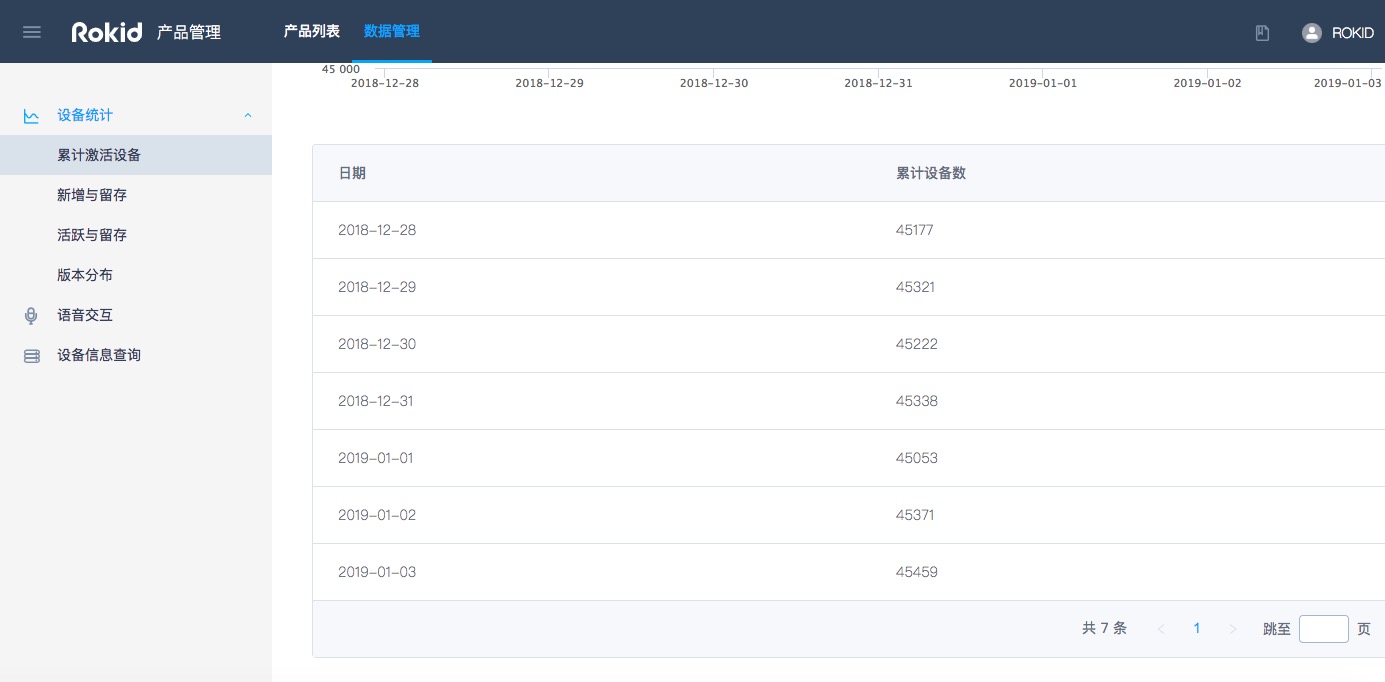 Rokid 产品管理 产品列表 数据管理 ROKID
45 000
2018-12-28 2018-12-29 2018-12-30 2018-12-31 2019-01-01 2019-01-02 2019-01-03
设备统计
累计激活设备
新增与留存
活跃与留存
版本分布
语音交互
设备信息查询
日期 累计设备数
2018-12-28 45177
2018-12-29 45321
2018-12-30 45222
2018-12-31 45338
2019-01-01 45053
2019-01-02 45371
2019-01-03 45459
共 7 条 < 1 > 跳至 页